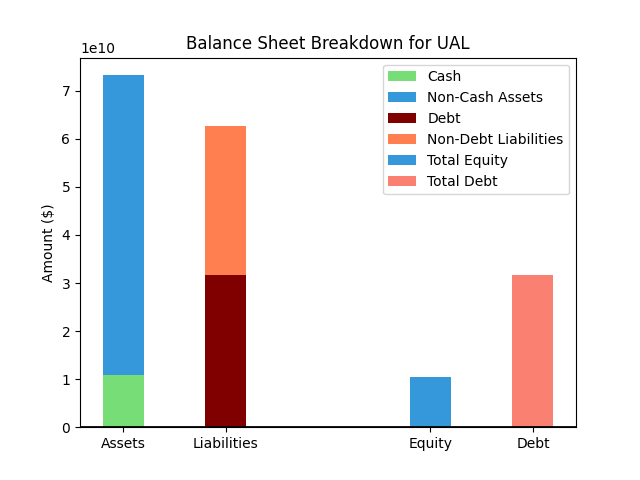 Balance Sheet Breakdown for UAL
1e10
7
6
5
4
3
2
1
0
Amount ($)
Cash
Non-Cash Assets
Debt
Non-Debt Liabilities
Total Equity
Total Debt
Assets
Liabilities
Equity
Debt